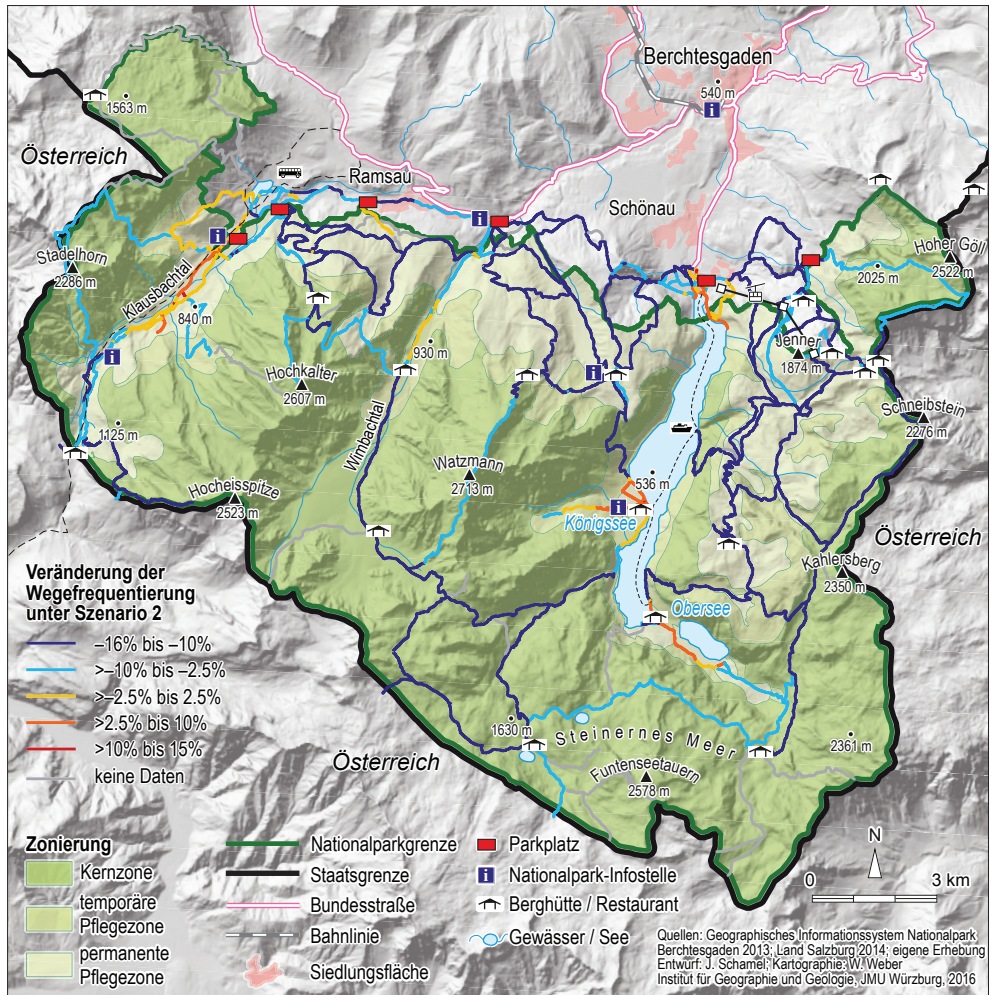 Berchtesgaden
540 m
1563 m
Österreich
Ramsau
Schönau
Stadelhorn
2286 m
Klausbachtal
840 m
Hoher Göll
2522 m
2025 m
930 m
Jenner
1874 m
Hochkalter
2607 m
Wimbachtal
Schneibstein
2276 m
1125 m
Watzmann
2713 m
536 m
Hocheisspitze
2523 m
Königssee
Österreich
Kahlersberg
2350 m
Obersee
1630 m
Steinernes Meer
2361 m
Österreich
Funtenseetauern
2578 m
Veränderung der
Wegefrequentierung
unter Szenario 2
–16% bis –10%
>–10% bis –2.5%
>–2.5% bis 2.5%
>2.5% bis 10%
>10% bis 15%
keine Daten
Zonierung
Kernzone
temporäre
Pflegezone
permanente
Pflegezone
Nationalparkgrenze
Staatsgrenze
Bundesstraße
Bahnlinie
Siedlungsfläche
Parkplatz
i Nationalpark-Infostelle
Berghütte / Restaurant
Gewässer / See
N
0 3 km
Quellen: Geographisches Informationssystem Nationalpark
Berchtesgaden 2013; Land Salzburg 2014; eigene Erhebung
Entwurf: J. Schamel; Kartographie: W. Weber
Institut für Geographie und Geologie, JMU Würzburg, 2016